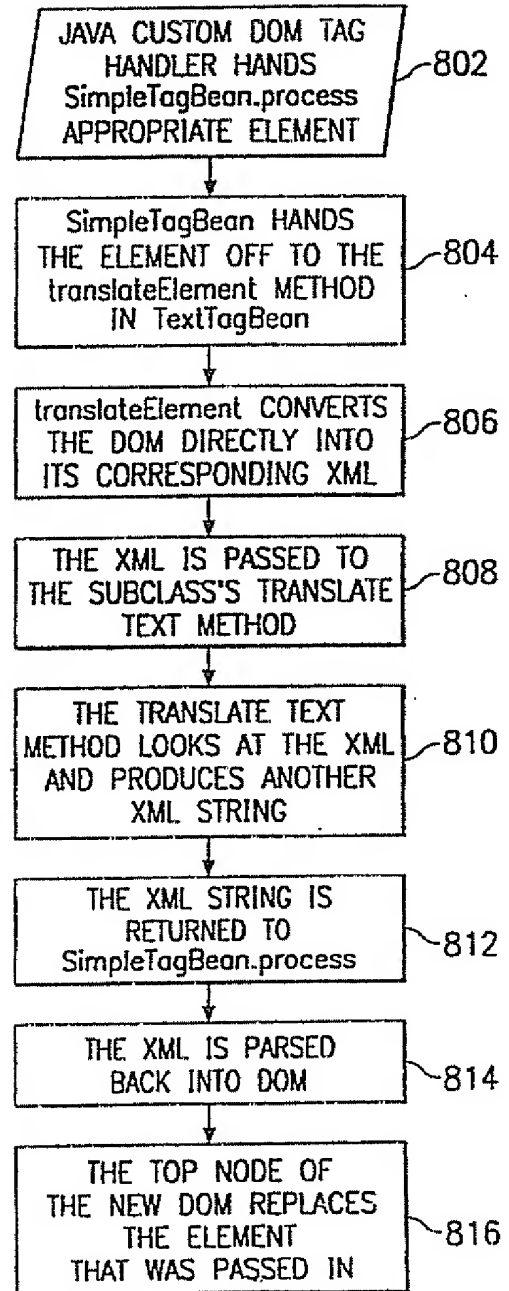 JAVA CUSTOM DOM TAG
HANDLER HANDS
SimpleTagBean.process
APPROPRIATE ELEMENT
802
SimpleTagBean HANDS
THE ELEMENT OFF TO THE
translateElement METHOD
IN TextTagBean
804
translateElement CONVERTS
THE DOM DIRECTLY INTO
ITS CORRESPONDING XML
806
THE XML IS PASSED TO
THE SUBCLASS'S TRANSLATE
TEXT METHOD
808
THE TRANSLATE TEXT
METHOD LOOKS AT THE XML
AND PRODUCES ANOTHER
XML STRING
810
THE XML STRING IS
RETURNED TO
SimpleTagBean.process
812
THE XML IS PARSED
BACK INTO DOM
814
THE TOP NODE OF
THE NEW DOM REPLACES
THE ELEMENT
THAT WAS PASSED IN
816